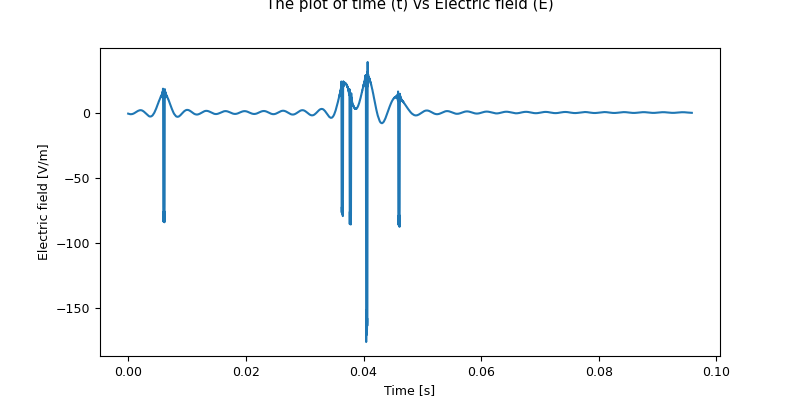 The plot of time (t) vs Electric field (E)
Electric field [V/m]
0
−50
−100
−150
0.00 0.02 0.04 0.06 0.08 0.10
Time [s]